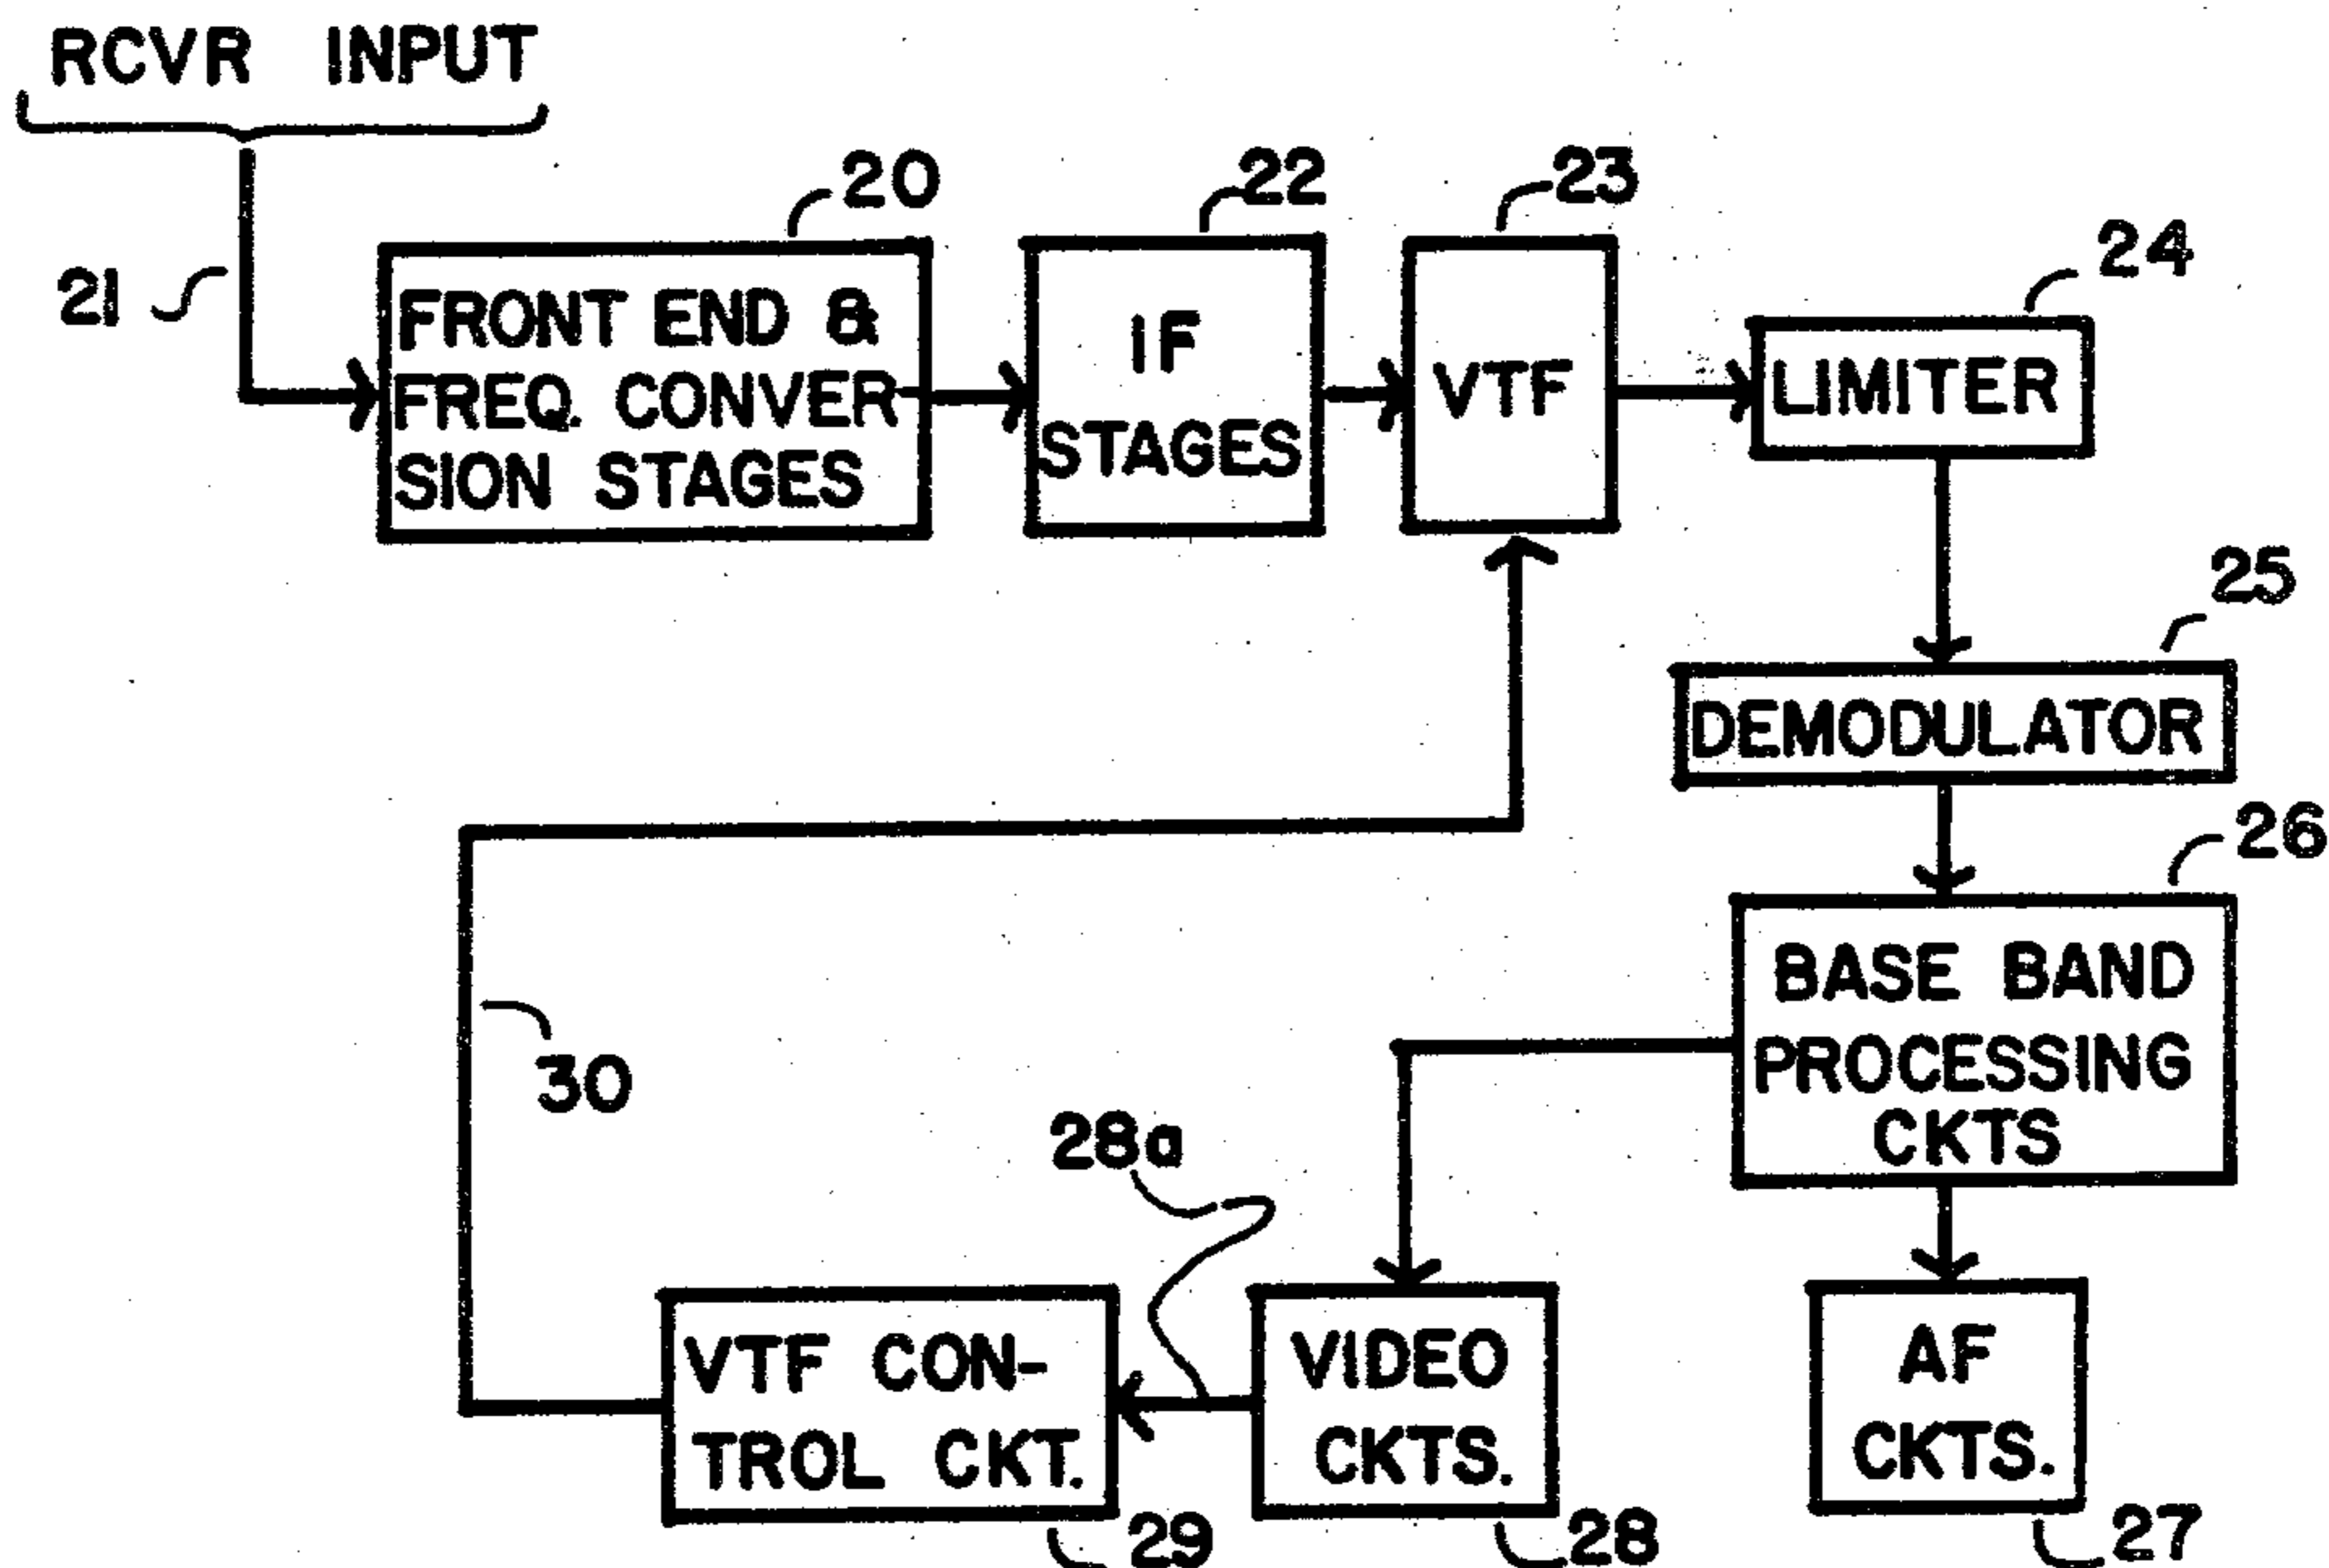 RCVR INPUT
20
22
23
24
21
FRONT END &
FREQ. CONVER-
SION STAGES
IF
STAGES
VTF
LIMITER
25
DEMODULATOR
26
BASE BAND
PROCESSING
CKTS
30
28a
VTF CON-
TROL CKT.
VIDEO
CKTS.
AF
CKTS.
29
28
27